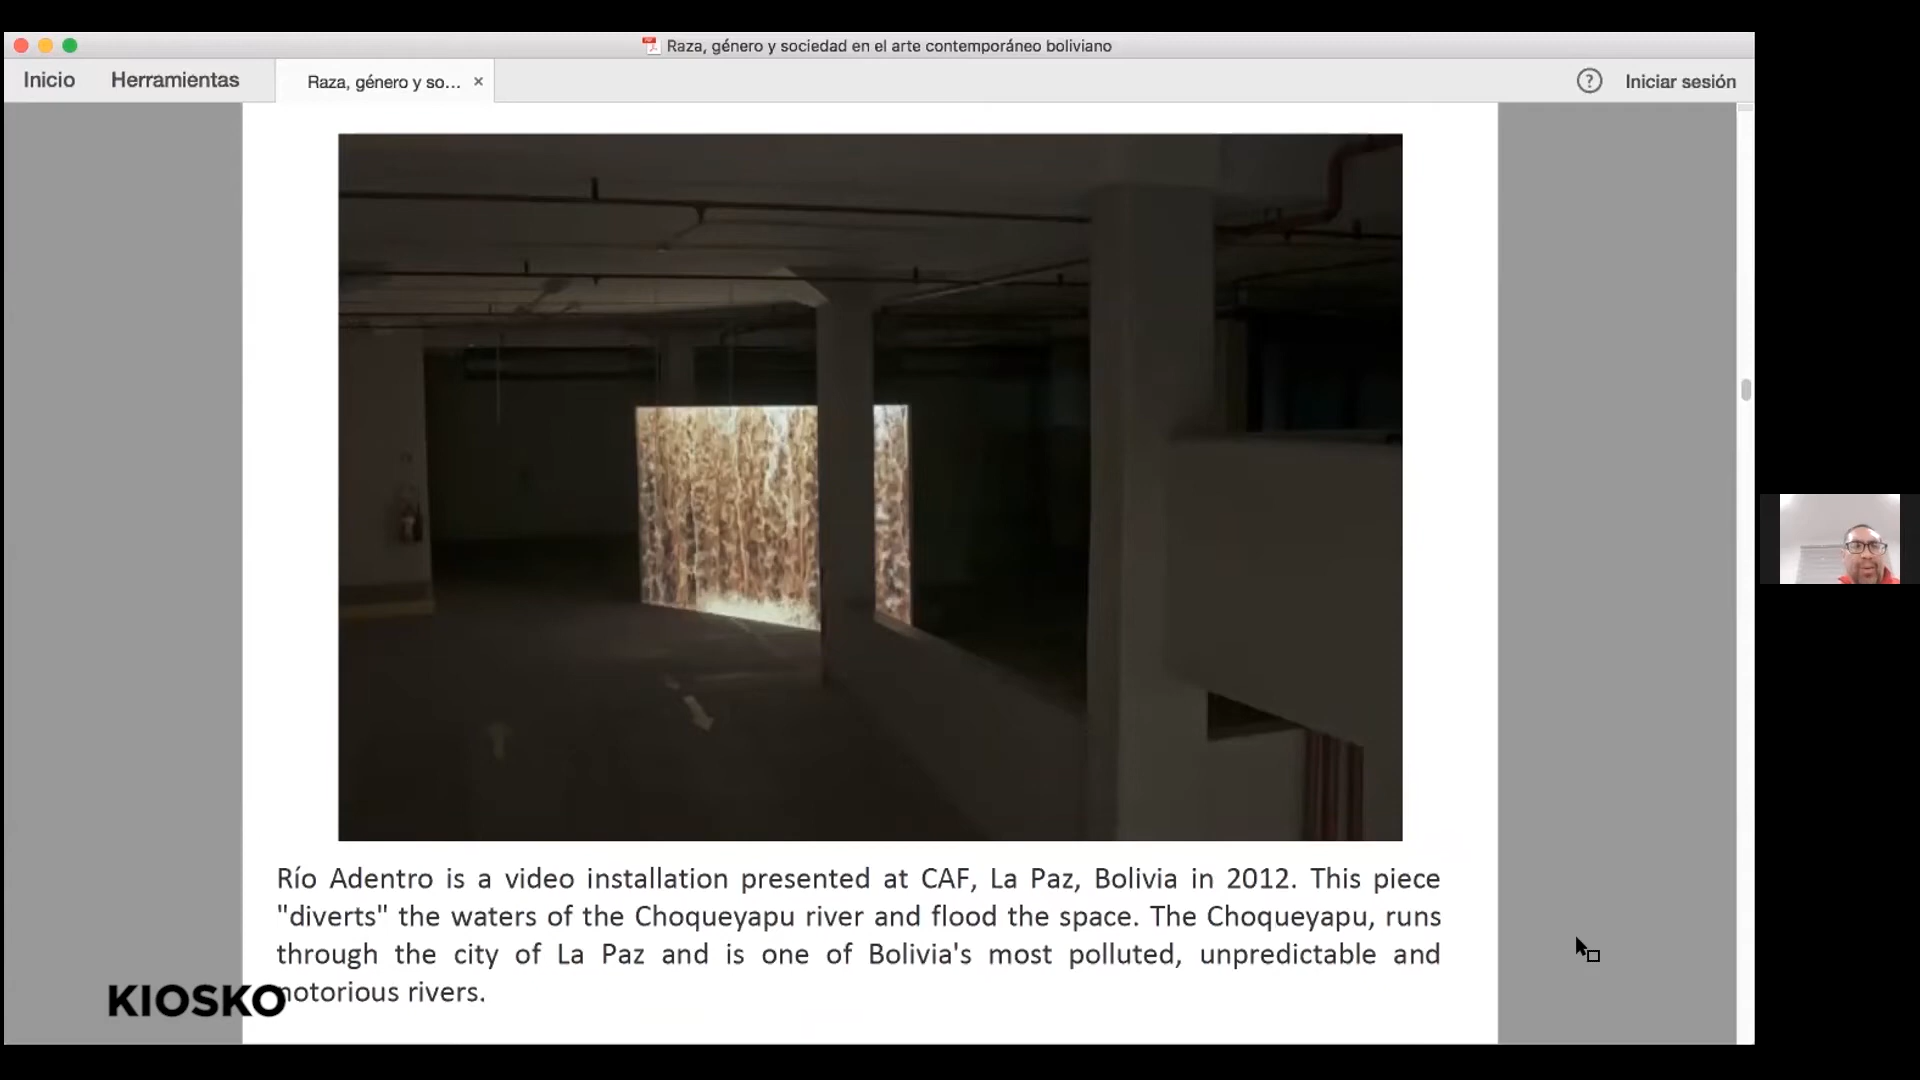 Raza, género y sociedad en el arte contemporáneo boliviano
Inicio Herramientas Raza, género y so... × ? Iniciar sesión
Río Adentro is a video installation presented at CAF, La Paz, Bolivia in 2012. This piece
"diverts" the waters of the Choqueyapu river and flood the space. The Choqueyapu, runs
through the city of La Paz and is one of Bolivia's most polluted, unpredictable and
notorious rivers.
KIOSKO